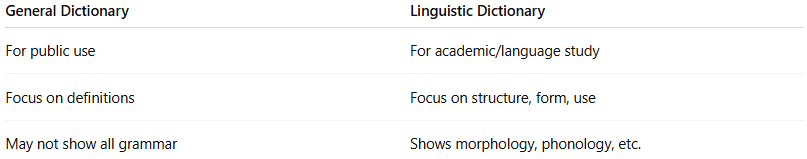 General Dictionary Linguistic Dictionary
For public use For academic/language study
Focus on definitions Focus on structure, form, use
May not show all grammar Shows morphology, phonology, etc.